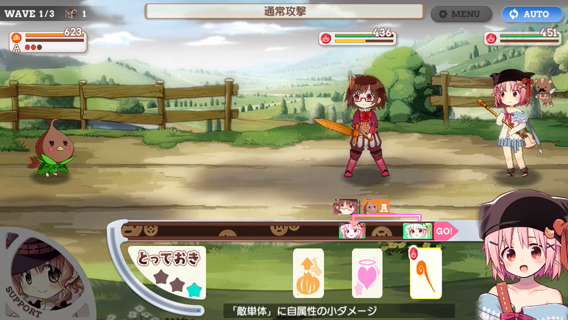 WAVE 1/3 1
通常攻撃
MENU
AUTO
623
436
451
A
A
GO!
とっておき
SUPPORT
「敵単体」に自属性の小ダメージ